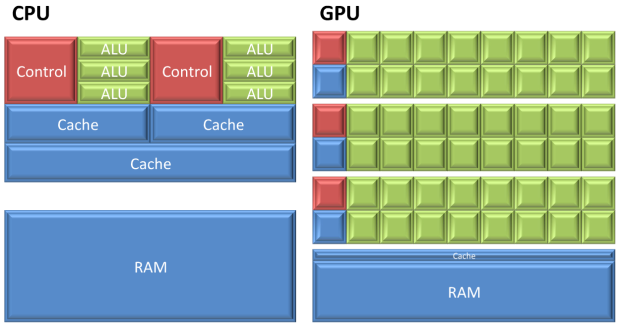 CPU
GPU
Control
ALU
ALU
ALU
Control
ALU
ALU
ALU
Cache
Cache
Cache
RAM
Cache
RAM